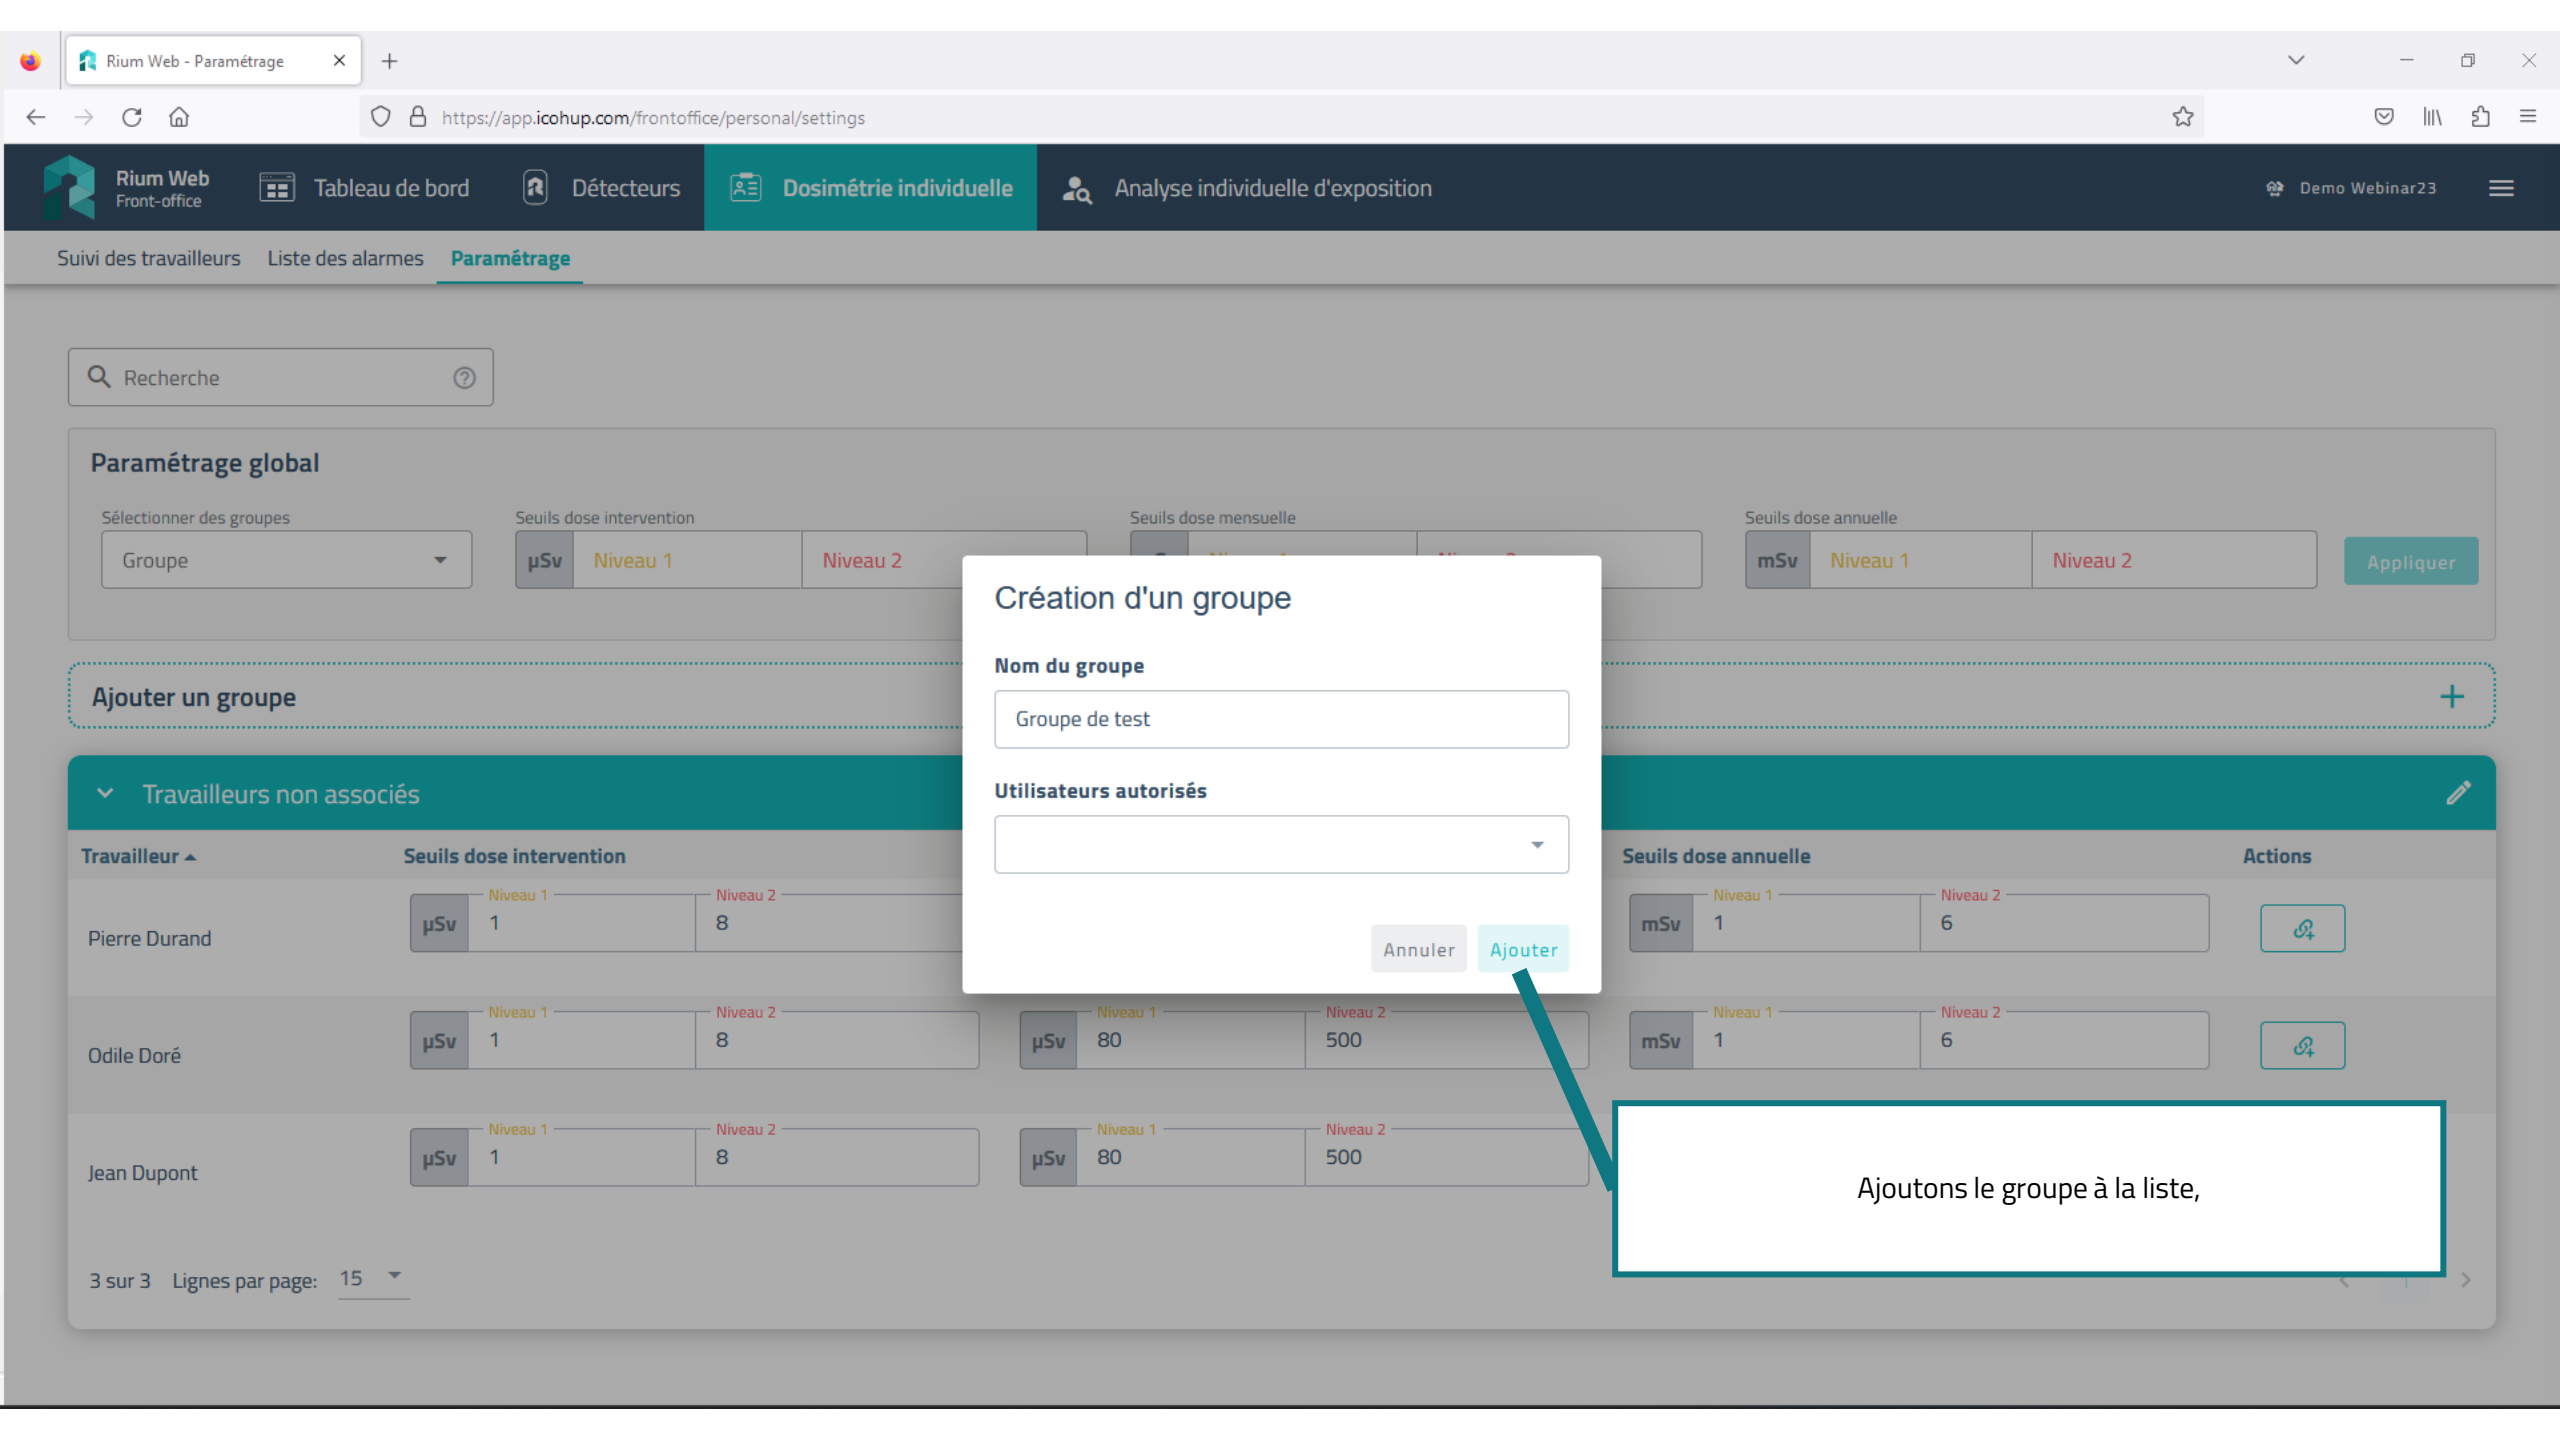 Rium Web - Paramétrage
https://app.icohup.com/frontoffice/personal/settings
Rium Web
Front-office
Tableau de bord
Détecteurs
Dosimétrie individuelle
Analyse individuelle d'exposition
Demo Webinar23
Suivi des travailleurs
Liste des alarmes
Paramétrage
Recherche
Paramétrage global
Sélectionner des groupes
Seuils dose intervention
Seuils dose mensuelle
Seuils dose annuelle
Groupe
µSv Niveau 1 Niveau 2
mSv Niveau 1 Niveau 2
Appliquer
Création d'un groupe
Nom du groupe
Groupe de test
Utilisateurs autorisés
Annuler Ajouter
Ajouter un groupe
Travailleurs non associés
Travailleur Seuils dose intervention Seuils dose annuelle Actions
Niveau 1 Niveau 2 Niveau 1 Niveau 2
Pierre Durand µSv 1 8 mSv 1 6
Niveau 1 Niveau 2 Niveau 1 Niveau 2 Niveau 1 Niveau 2
Odile Doré µSv 1 8 µSv 80 500 mSv 1 6
Niveau 1 Niveau 2 Niveau 1 Niveau 2
Jean Dupont µSv 1 8 µSv 80 500
Ajoutons le groupe à la liste,
3 sur 3 Lignes par page: 15